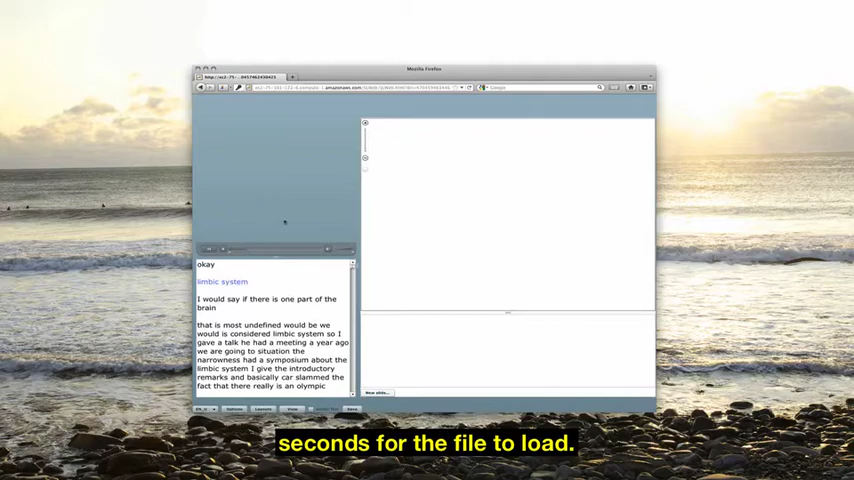 Mozilla Firefox
Google
okay
limbic system
I would say if there is one part of the
brain
that is most undefined would be we
would is considered limbic system so I
gave a talk he had a meeting a year ago
we are going to situation the
narrowness had a symposium about the
limbic system I give the introductory
remarks and basically car slammed the
fact that there really is an olympic
New slide...
Options
Layouts
View
Save
seconds for the file to load.